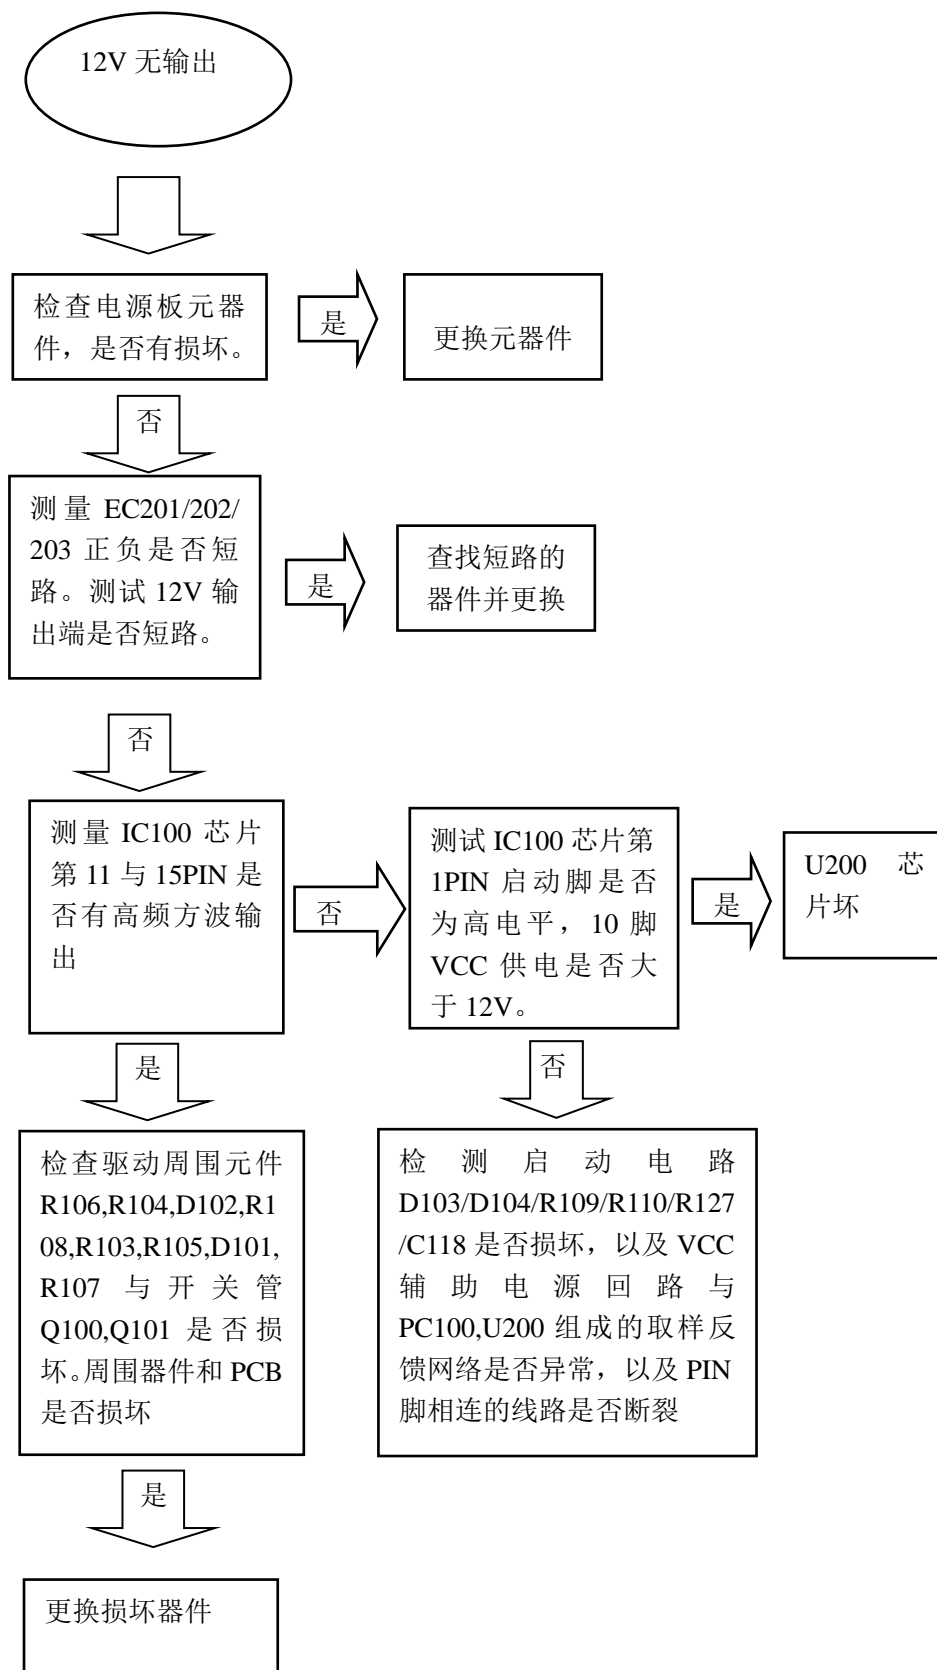 12V 无输出
检查电源板元器
件，是否有损坏。
是
更换元器件
否
测量 EC201/202/
203 正负是否短
路。测试 12V 输
出端是否短路。
是
查找短路的
器件并更换
否
测量 IC100 芯片
第 11 与 15PIN 是
否有高频方波输
出
否
测试 IC100 芯片第
1PIN 启动脚是否
为高电平，10 脚
VCC 供电是否大
于 12V。
是
U200 芯
片坏
是
否
检查驱动周围元件
R106,R104,D102,R1
08,R103,R105,D101,
R107 与开关管
Q100,Q101 是否损
坏。周围器件和 PCB
是否损坏
检测启动电路
D103/D104/R109/R110/R127
/C118 是否损坏，以及 VCC
辅助电源回路与
PC100,U200 组成的取样反
馈网络是否异常，以及 PIN
脚相连的线路是否断裂
是
更换损坏器件